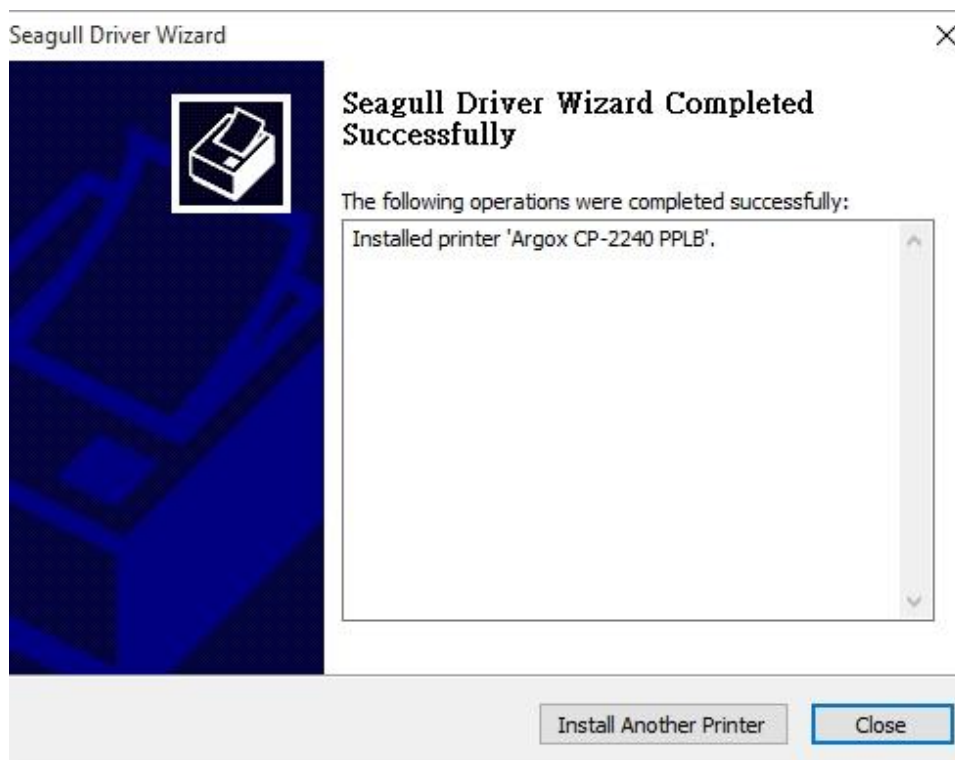 Seagull Driver Wizard
Seagull Driver Wizard Completed
Successfully
The following operations were completed successfully:
Installed printer 'Argox CP-2240 PPLB'.
Install Another Printer
Close